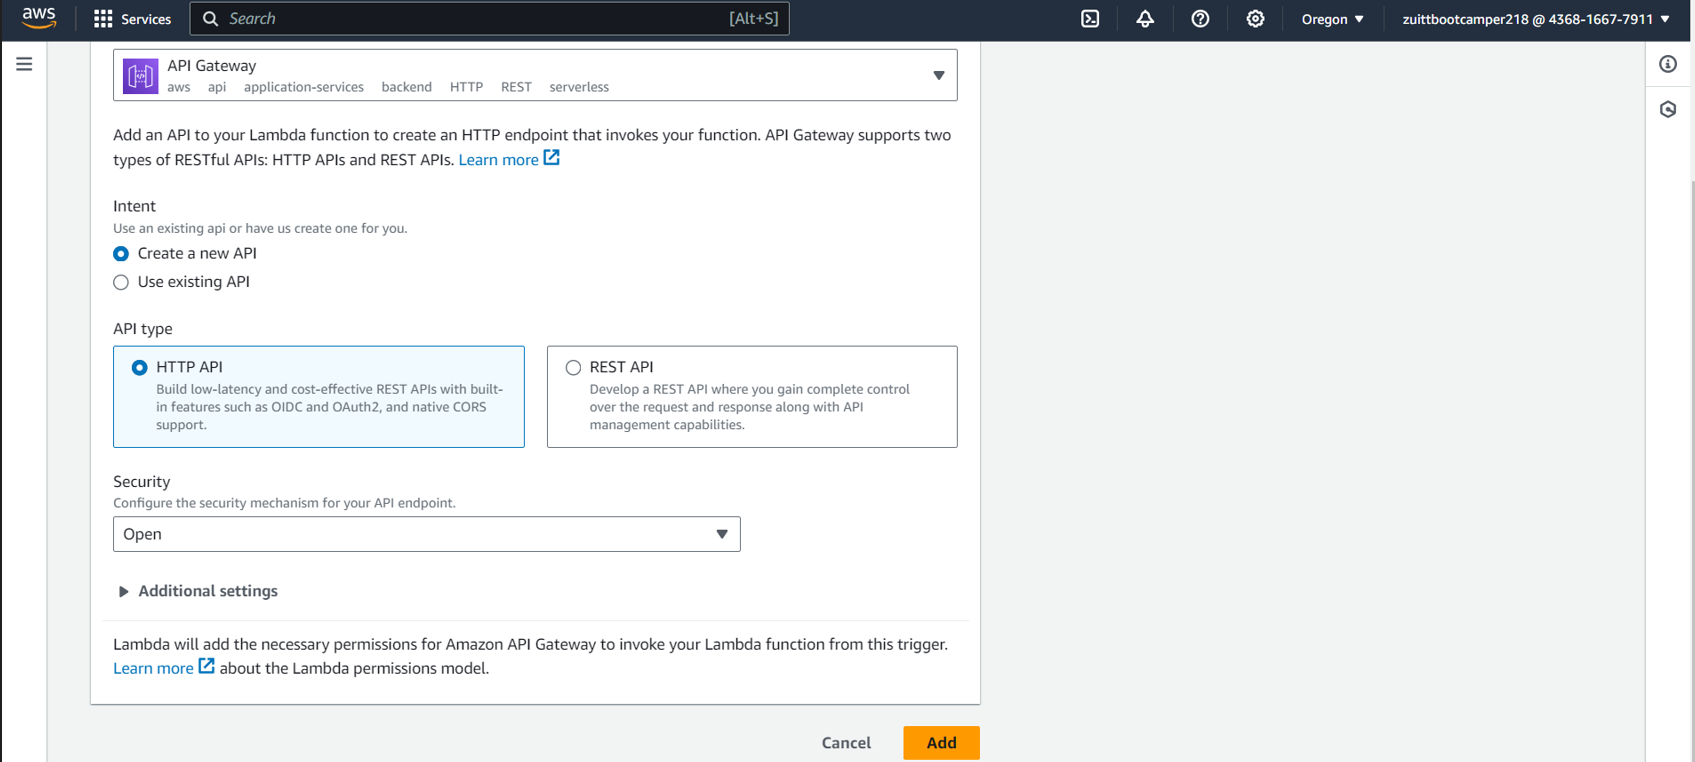 aws Services Search [Alt+S] Oregon zuittbootcamper218 @ 4368-1667-7911
API Gateway
aws api application-services backend HTTP REST serverless
Add an API to your Lambda function to create an HTTP endpoint that invokes your function. API Gateway supports two
types of RESTful APIs: HTTP APIs and REST APIs. Learn more
Intent
Use an existing api or have us create one for you.
Create a new API
Use existing API
API type
HTTP API
Build low-latency and cost-effective REST APIs with built-
in features such as OIDC and OAuth2, and native CORS
support.
REST API
Develop a REST API where you gain complete control
over the request and response along with API
management capabilities.
Security
Configure the security mechanism for your API endpoint.
Open
Additional settings
Lambda will add the necessary permissions for Amazon API Gateway to invoke your Lambda function from this trigger.
Learn more about the Lambda permissions model.
Cancel Add